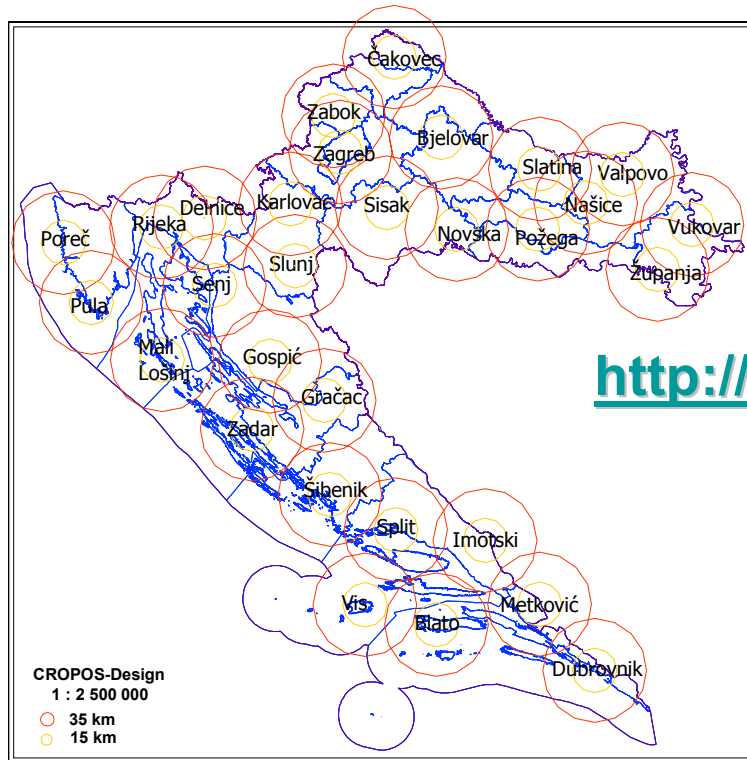 Čakovec
Zabok
Bjelovar
Zagreb
Slatina
Valpovo
Delnice
Karlovac
Sisak
Našice
Rijeka
Poreč
Novska
Požega
Vukovar
Slunj
Županja
Senj
Pula
Mali
Lošinj
Gospić
http://
Gračac
Zadar
Šibenik
Split
Imotski
Vis
Metković
Blato
Dubrovnik
CROPOS-Design
1 : 2 500 000
35 km
15 km